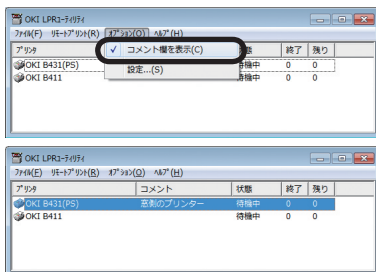 OKI LPRユーティリティ
ファイル(F) リモートプリント(R) オプション(O) ヘルプ(H)
プリンタ 状態 終了 残り
✓ コメント欄を表示(C)
OKI B431(PS) 待機中 0 0
設定...(S)
OKI B411 待機中 0 0
OKI LPRユーティリティ
ファイル(F) リモートプリント(R) オプション(O) ヘルプ(H)
プリンタ コメント 状態 終了 残り
OKI B431(PS) 窓側のプリンター 待機中 0 0
OKI B411 待機中 0 0